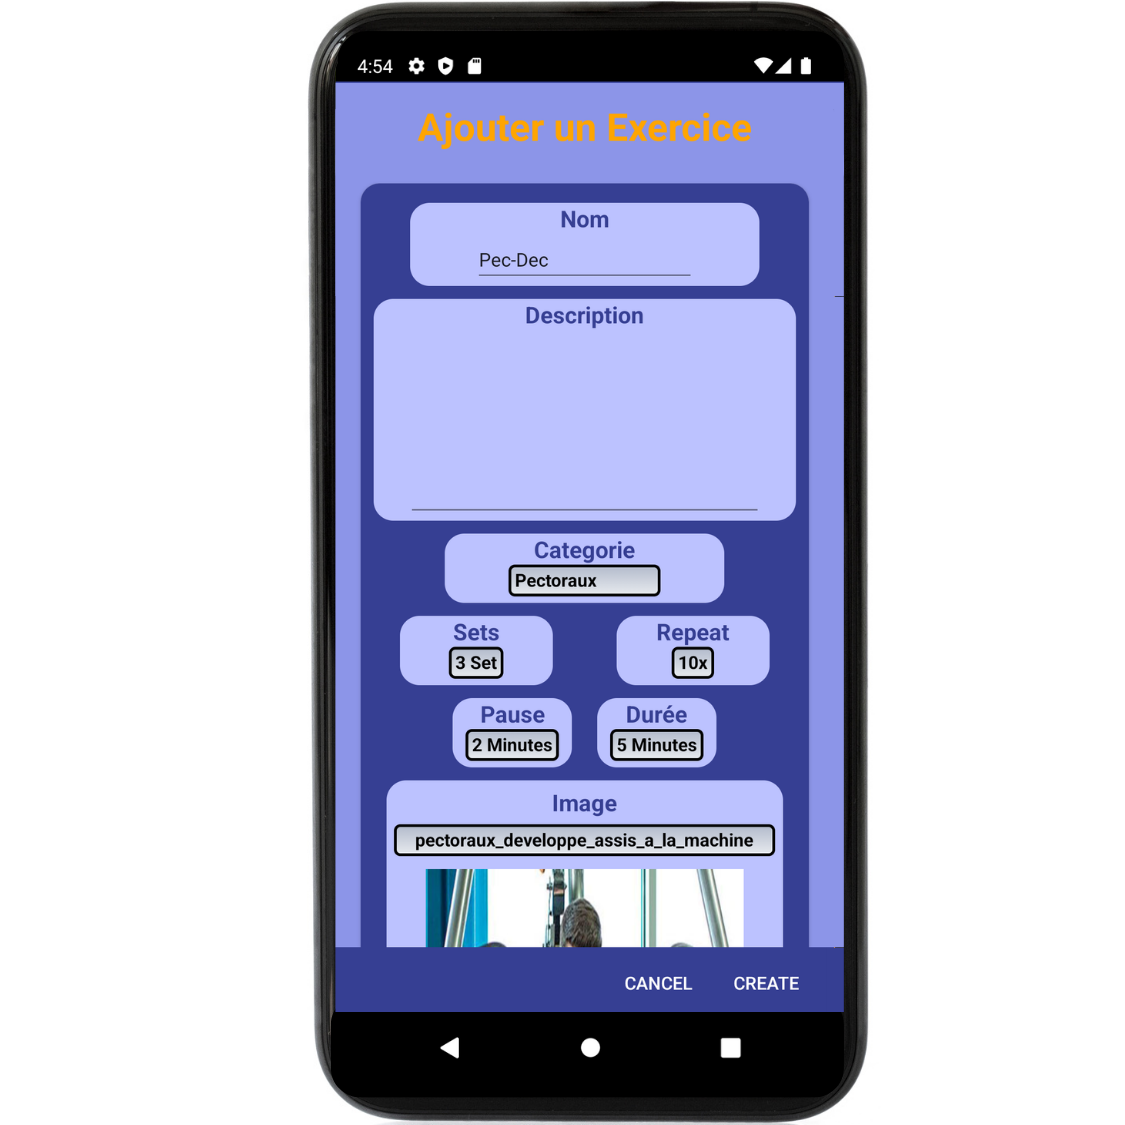 4:54
Ajouter un Exercice
Nom
Pec-Dec
Description
Categorie
Pectoraux
Sets
Repeat
3 Set
10x
Pause
Durée
2 Minutes
5 Minutes
Image
pectoraux_developpe_assis_a_la_machine
CANCEL
CREATE